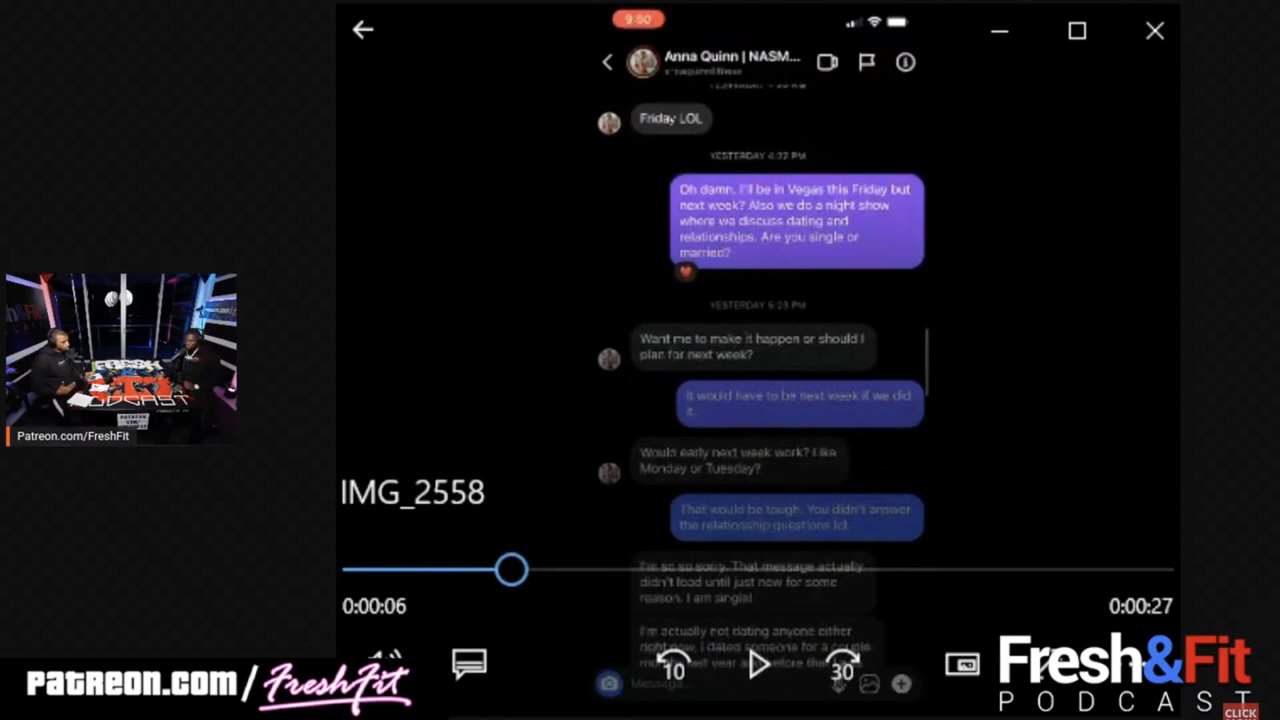 9:50
Anna Quinn | NASM...
Friday LOL
YESTERDAY 4:22 PM
Oh damn. I'll be in Vegas this Friday but
next week? Also we do a night show
where we discuss dating and
relationships. Are you single or
married?
YESTERDAY 5:23 PM
Want me to make it happen or should I
plan for next week?
It would have to be next week if we did
it.
Would early next week work? Like
Monday or Tuesday?
That would be tough. You didn't answer
the relationship questions lol.
I'm so so sorry. That message actually
didn't load until just now for some
reason. I am single!
I'm actually not dating anyone either
right now, I dated someone for a couple
Message...
IMG_2558
0:00:06
0:00:27
10
30
FRESH
FIT
PODCAST
Patreon.com/FreshFit
PATREON.COM/FreshFit
Fresh&Fit
PODCAST
CLICK